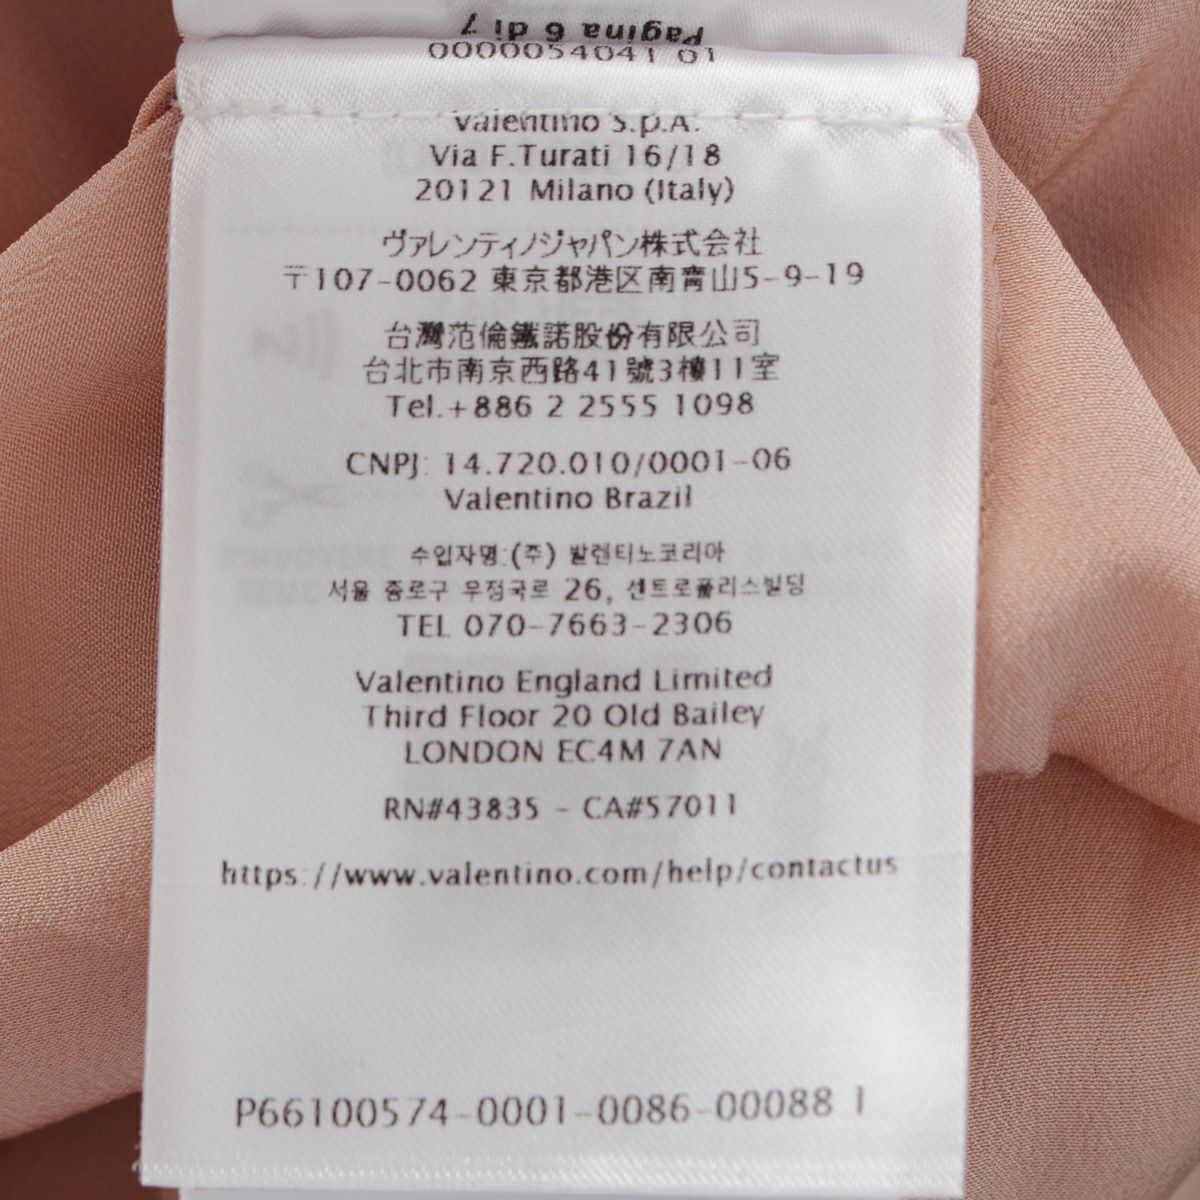 Pagina 6 di 7
0000054041 01
Valentino S.p.A.
Via F.Turati 16/18
20121 Milano (Italy)
ヴァレンティノジャパン株式会社
〒107-0062 東京都港区南青山5-9-19
台灣范倫鐵諾股份有限公司
台北市南京西路41號3樓11室
Tel.+886 2 2555 1098
CNPJ: 14.720.010/0001-06
Valentino Brazil
수입자명:(주) 발렌티노코리아
서울 종로구 우정국로 26, 센트로폴리스빌딩
TEL 070-7663-2306
Valentino England Limited
Third Floor 20 Old Bailey
LONDON EC4M 7AN
RN#43835 - CA#57011
https://www.valentino.com/help/contactus
P66100574-0001-0086-00088 1